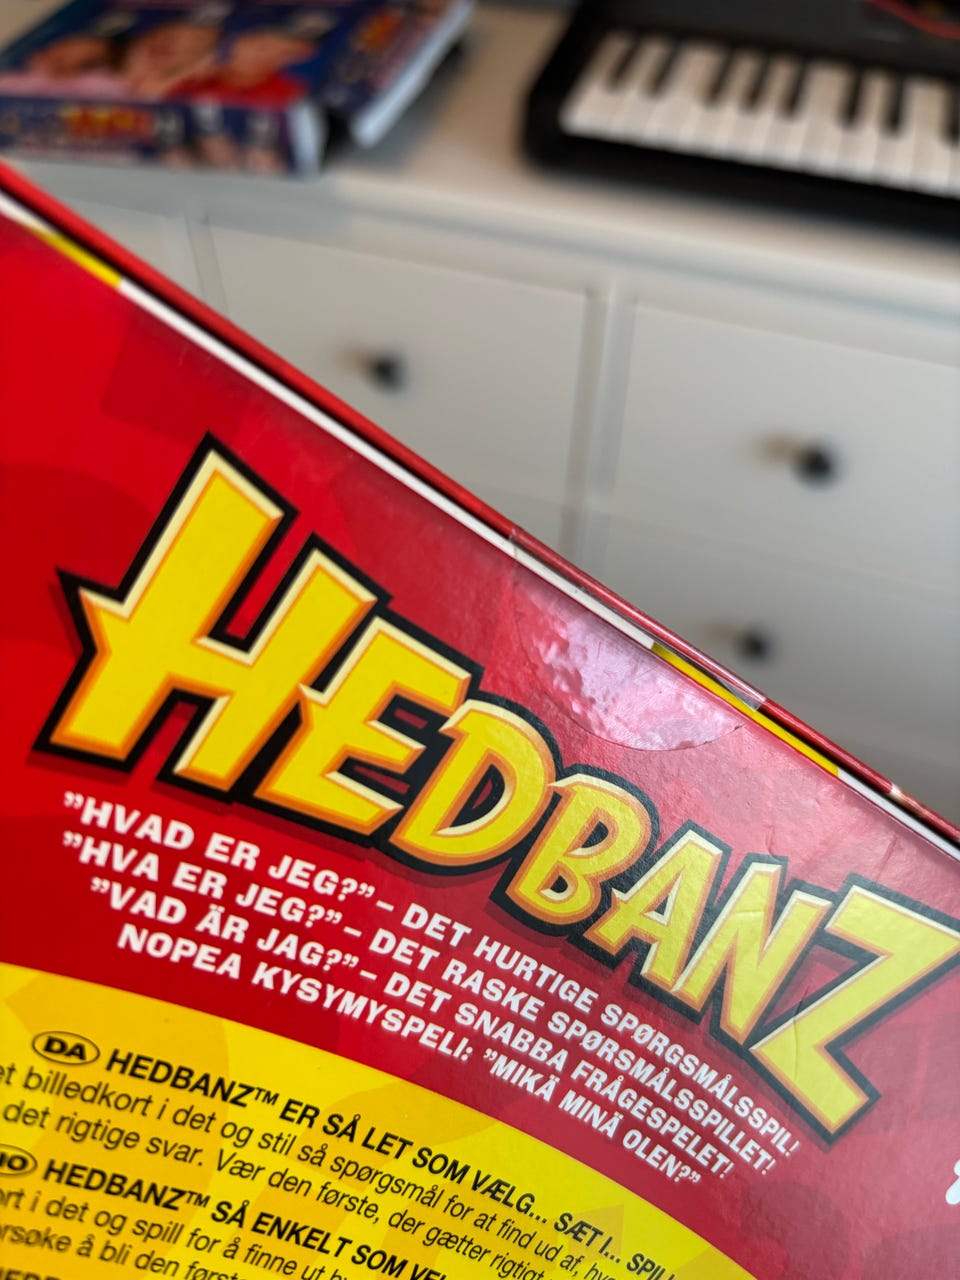 HEDBANZ
”HVAD ER JEG?” – DET HURTIGE SPØRGSMÅLSSPIL!
”HVA ER JEG?” – DET RASKE SPØRSMÅLSSPILLET!
”VAD ÄR JAG?” – DET SNABBA FRÅGESPELET!
NOPEA KYSYMYSPELI: ”MIKÄ MINÄ OLEN?”
DA HEDBANZ™ ER SÅ LET SOM VÆLG... SÆT I... SPIL
billedkort i det og stil så spørgsmål for at find ud af,
det rigtige svar. Vær den første, der gætter rigtigt
HEDBANZ™ SÅ ENKELT SOM
i det og spill for å finne ut
å bli den først